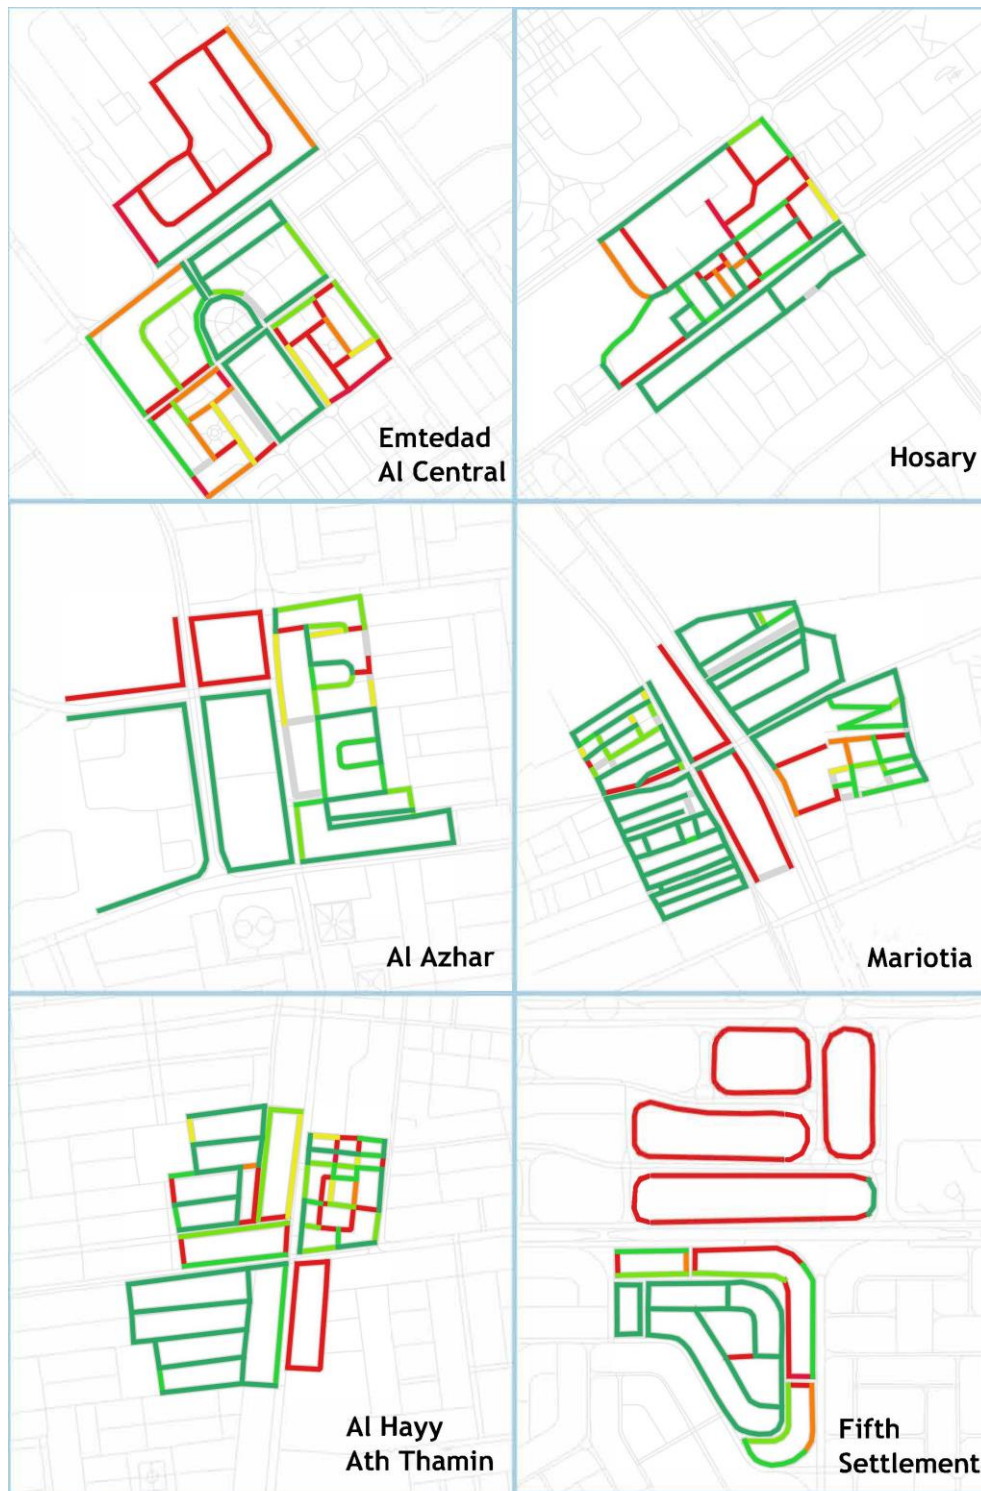 Emtedad
Al Central
Hosary
Al Azhar
Mariotia
Al Hayy
Ath Thamin
Fifth
Settlement